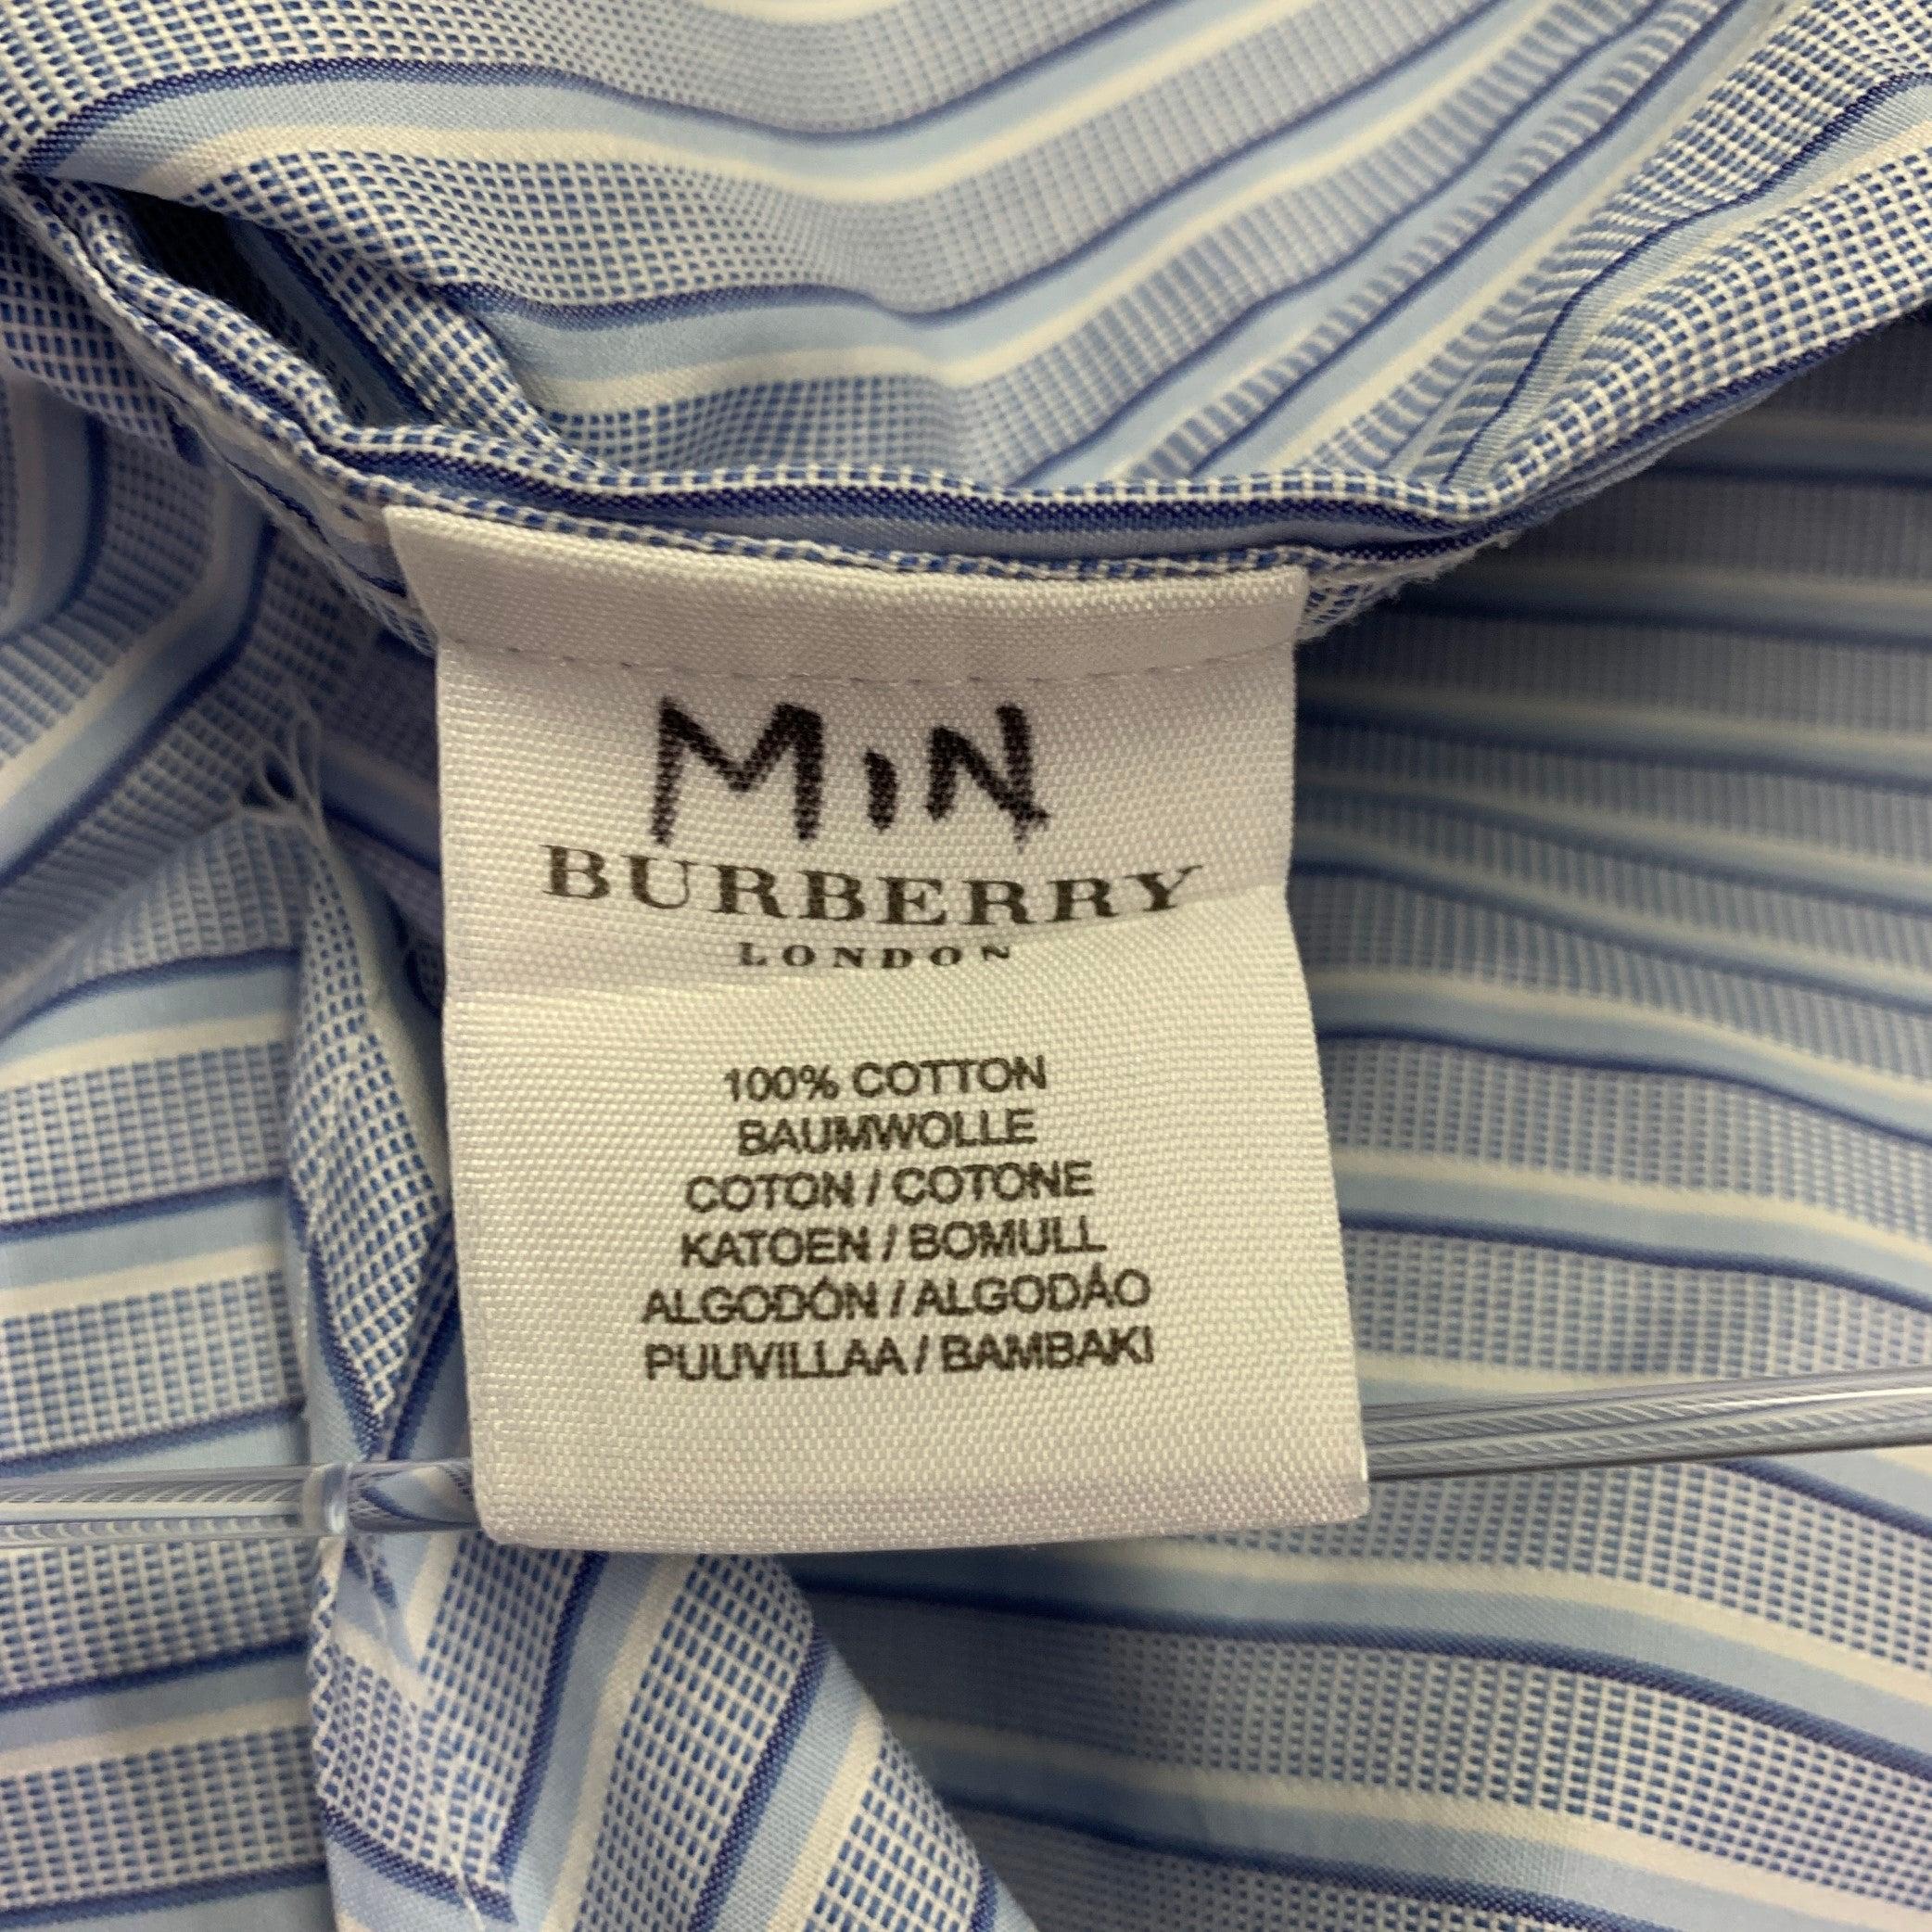 MiN
BURBERRY
LONDON
100% COTTON
BAUMWOLLE
COTON / COTONE
KATOEN / BOMULL
ALGODÓN / ALGODÁO
PUUVILLAA / BAMBAKI